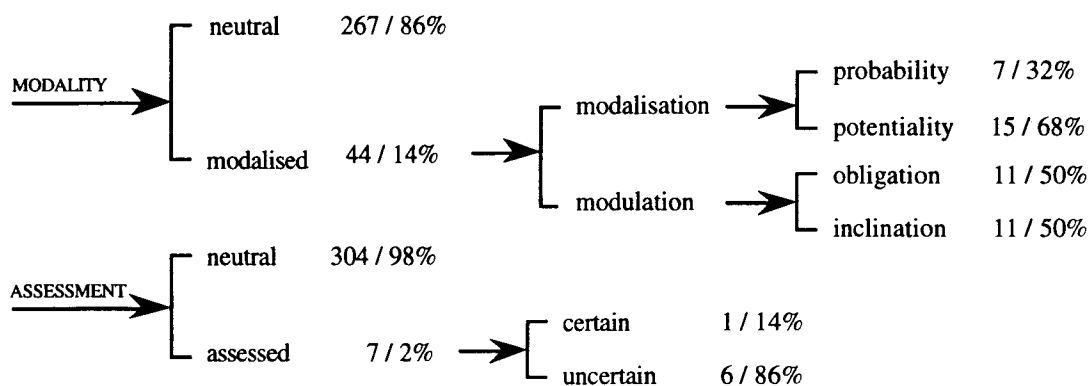 neutral 267 / 86%
MODALITY
modalised 44 / 14%
modalisation
probability 7 / 32%
potentiality 15 / 68%
modulation
obligation 11 / 50%
inclination 11 / 50%
neutral 304 / 98%
ASSESSMENT
assessed 7 / 2%
certain 1 / 14%
uncertain 6 / 86%